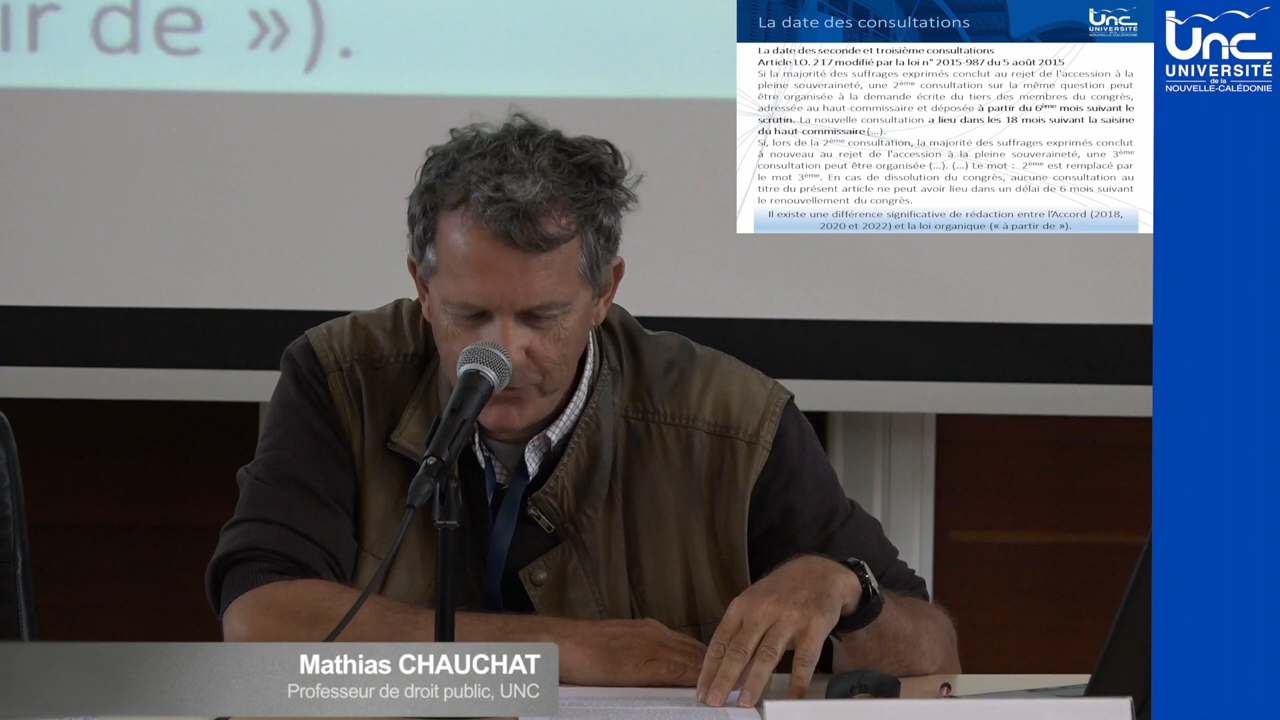 ir de »).
La date des consultations
Unc
UNIVERSITÉ
de la
NOUVELLE-CALÉDONIE
La date des seconde et troisième consultations
Article LO. 217 modifié par la loi n° 2015-987 du 5 août 2015
Si la majorité des suffrages exprimés conclut au rejet de l'accession à la
pleine souveraineté, une 2ème consultation sur la même question peut
être organisée à la demande écrite du tiers des membres du congrès,
adressée au haut-commissaire et déposée à partir du 6ème mois suivant le
scrutin. La nouvelle consultation a lieu dans les 18 mois suivant la saisine
du haut-commissaire (...).
Si, lors de la 2ème consultation, la majorité des suffrages exprimés conclut
à nouveau au rejet de l'accession à la pleine souveraineté, une 3ème
consultation peut être organisée (...). (...) Le mot : 2ème est remplacé par
le mot 3ème. En cas de dissolution du congrès, aucune consultation au
titre du présent article ne peut avoir lieu dans un délai de 6 mois suivant
le renouvellement du congrès.
Il existe une différence significative de rédaction entre l'Accord (2018,
2020 et 2022) et la loi organique (« à partir de »).
Unc
UNIVERSITÉ
de la
NOUVELLE-CALÉDONIE
Mathias CHAUCHAT
Professeur de droit public, UNC